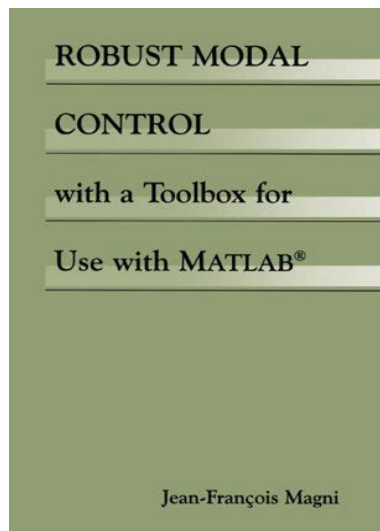 ROBUST MODAL
CONTROL
with a Toolbox for
Use with MATLAB®
Jean-François Magni